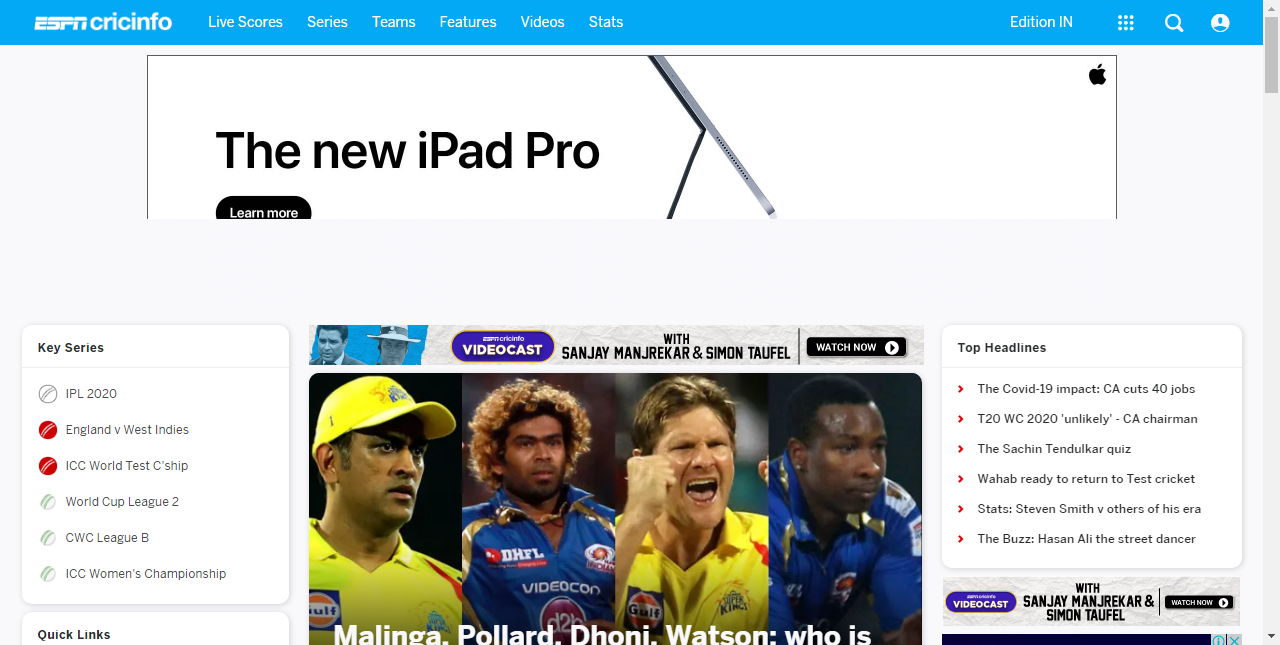 ESPN cricinfo
Live Scores
Series
Teams
Features
Videos
Stats
Edition IN
The new iPad Pro
Learn more
Key Series
IPL 2020
England v West Indies
ICC World Test C'ship
World Cup League 2
CWC League B
ICC Women's Championship
Quick Links
ESPN cricinfo
VIDEOCAST
WITH
SANJAY MANJREKAR & SIMON TAUFEL
WATCH NOW
DHFL
VIDEOCON
d2h
Gulf
SUPER
KINGS
Gulf
Malinga, Pollard, Dhoni, Watson: who is
Top Headlines
The Covid-19 impact: CA cuts 40 jobs
T20 WC 2020 'unlikely' - CA chairman
The Sachin Tendulkar quiz
Wahab ready to return to Test cricket
Stats: Steven Smith v others of his era
The Buzz: Hasan Ali the street dancer
ESPN cricinfo
VIDEOCAST
WITH
SANJAY MANJREKAR &
SIMON TAUFEL
WATCH NOW